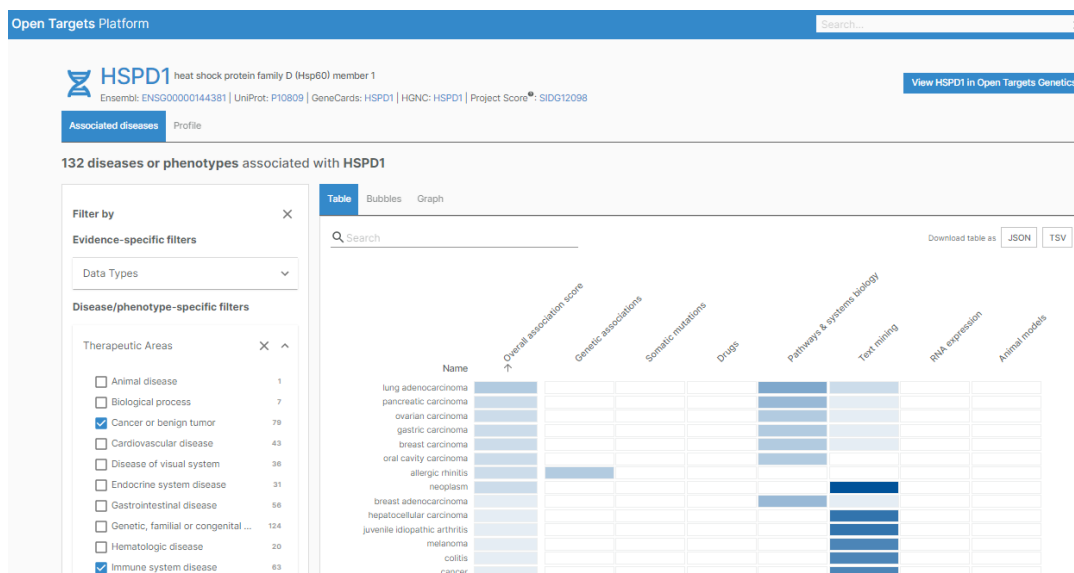 Open Targets Platform
Search...
HSPD1 heat shock protein family D (Hsp60) member 1
Ensembl: ENSG00000144381 | UniProt: P10809 | GeneCards: HSPD1 | HGNC: HSPD1 | Project Score: SIDG12098
View HSPD1 in Open Targets Genetics
Associated diseases
Profile
132 diseases or phenotypes associated with HSPD1
Filter by
Evidence-specific filters
Data Types
Disease/phenotype-specific filters
Therapeutic Areas
Animal disease 1
Biological process 7
Cancer or benign tumor 79
Cardiovascular disease 43
Disease of visual system 36
Endocrine system disease 31
Gastrointestinal disease 56
Genetic, familial or congenital ... 124
Hematologic disease 20
Immune system disease 63
Table
Bubbles
Graph
Search
Download table as JSON TSV
Name
Overall association score
Genetic associations
Somatic mutations
Drugs
Pathways & systems biology
Text mining
RNA expression
Animal models
lung adenocarcinoma
pancreatic carcinoma
ovarian carcinoma
gastric carcinoma
breast carcinoma
oral cavity carcinoma
allergic rhinitis
neoplasm
breast adenocarcinoma
hepatocellular carcinoma
juvenile idiopathic arthritis
melanoma
colitis
cancer